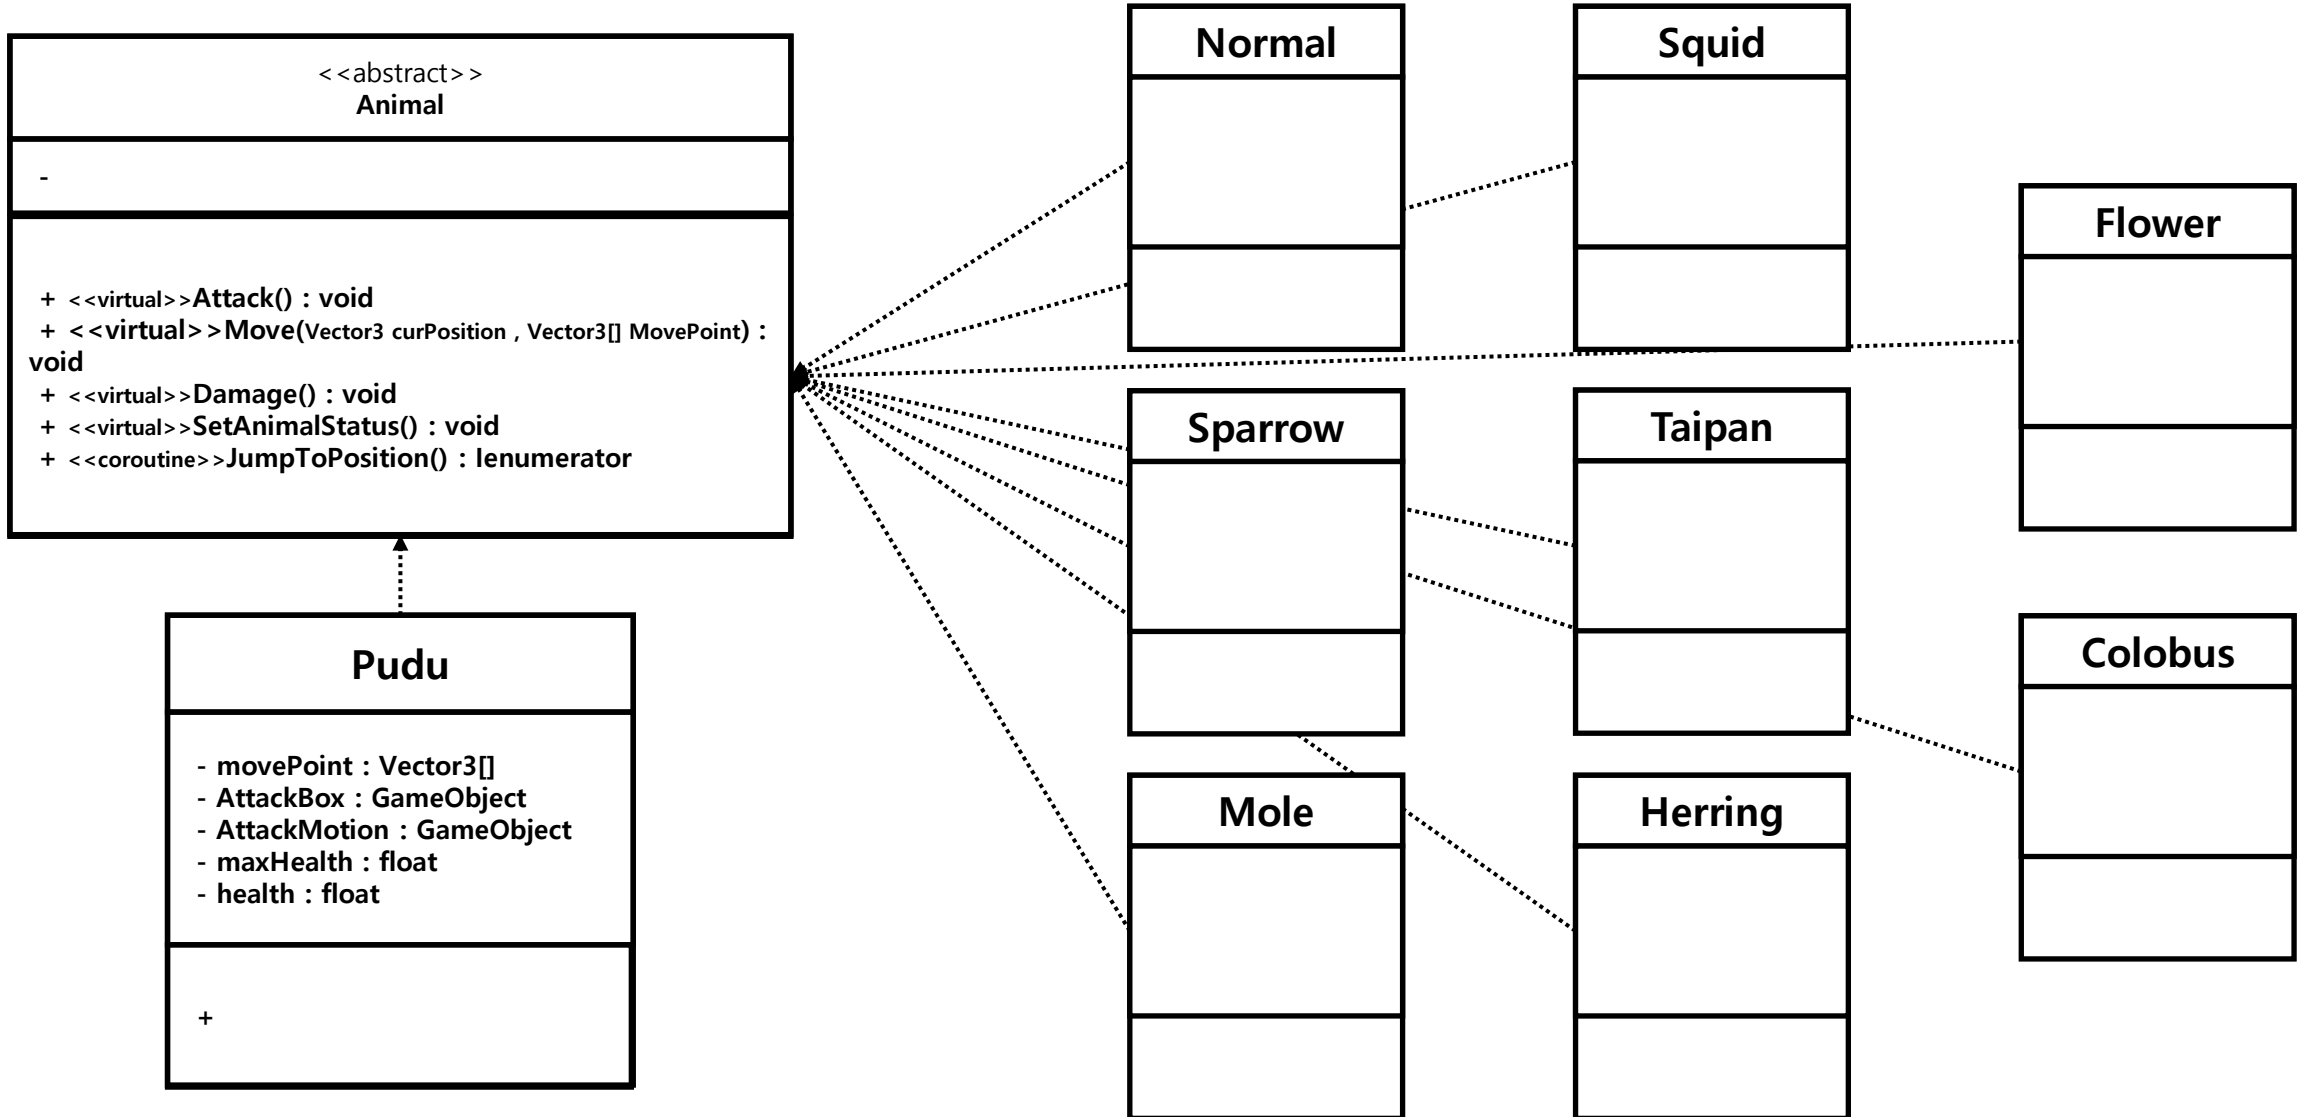 <<abstract>>
Animal
-
+ <<virtual>>Attack() : void
+ <<virtual>>Move(Vector3 curPosition , Vector3[] MovePoint) :
void
+ <<virtual>>Damage() : void
+ <<virtual>>SetAnimalStatus() : void
+ <<coroutine>>JumpToPosition() : Ienumerator
Pudu
- movePoint : Vector3[]
- AttackBox : GameObject
- AttackMotion : GameObject
- maxHealth : float
- health : float
+
Normal
Squid
Flower
Sparrow
Taipan
Colobus
Mole
Herring